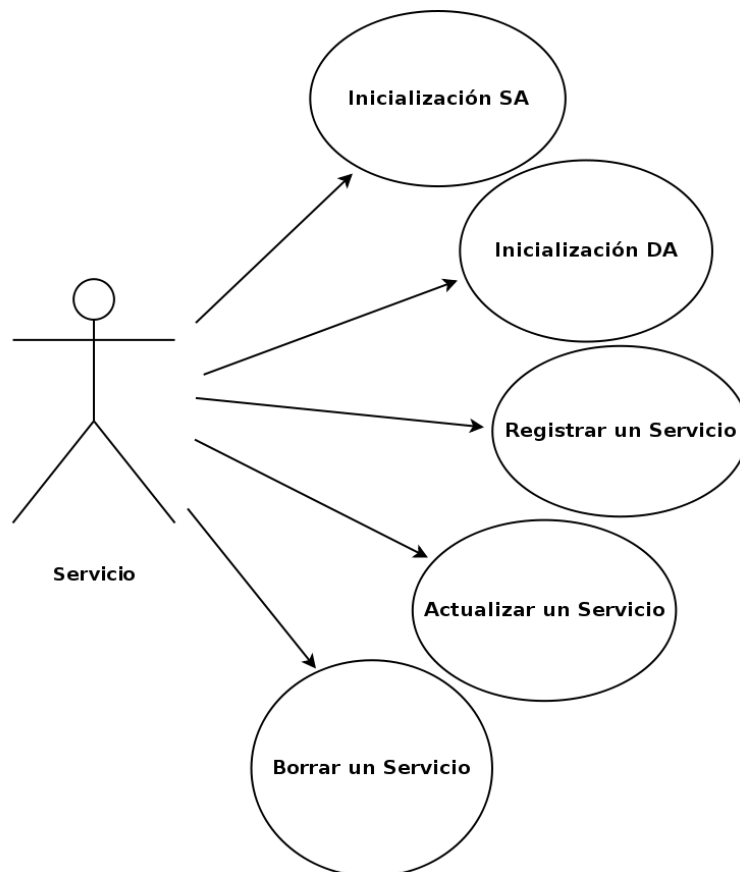 Inicialización SA
Inicialización DA
Registrar un Servicio
Servicio
Actualizar un Servicio
Borrar un Servicio